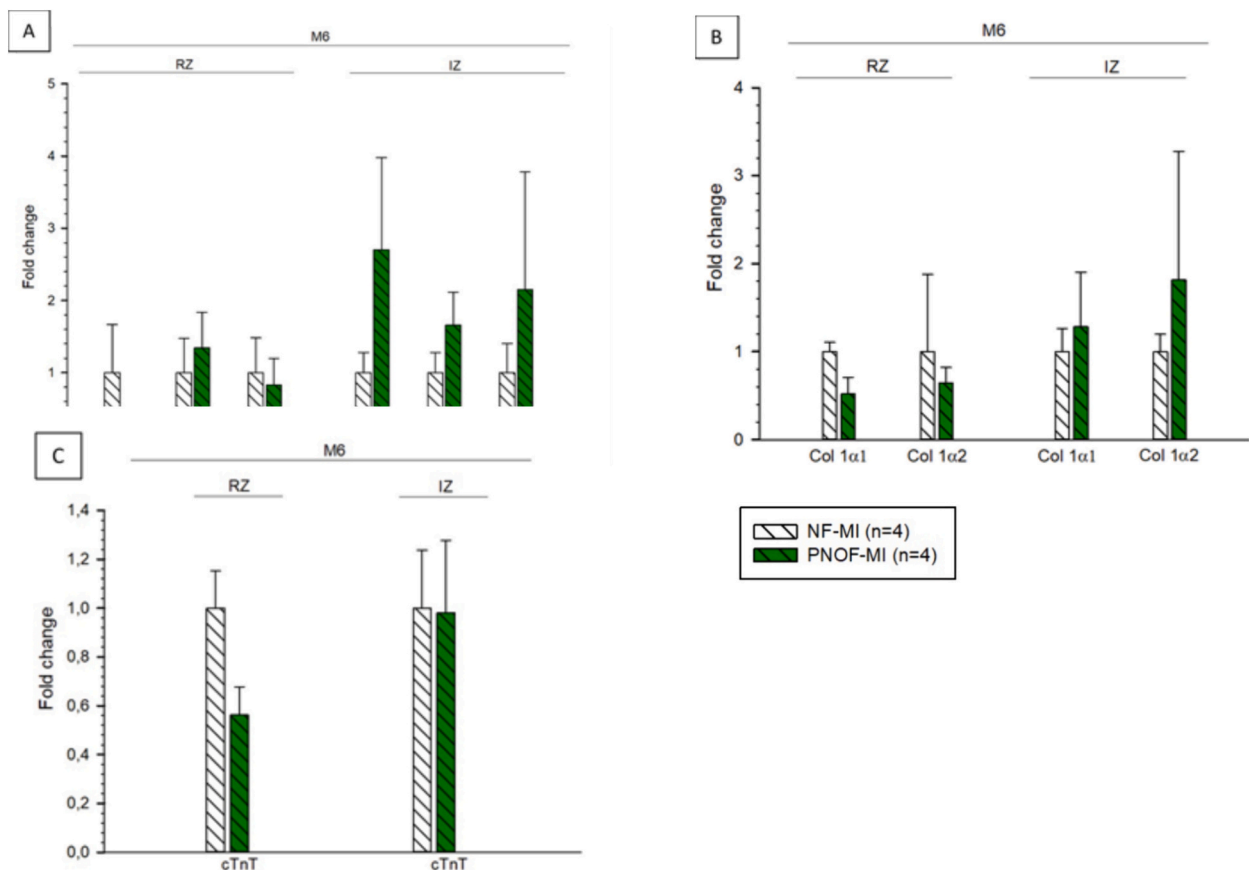 A
M6
RZ IZ
5
4
3
2
1
Fold change
B
M6
RZ IZ
4
3
2
1
0
Fold change
Col 1α1 Col 1α2 Col 1α1 Col 1α2
NF-MI (n=4)
PNOF-MI (n=4)
C
M6
RZ IZ
1,4
1,2
1,0
0,8
0,6
0,4
0,2
0,0
Fold change
cTnT cTnT